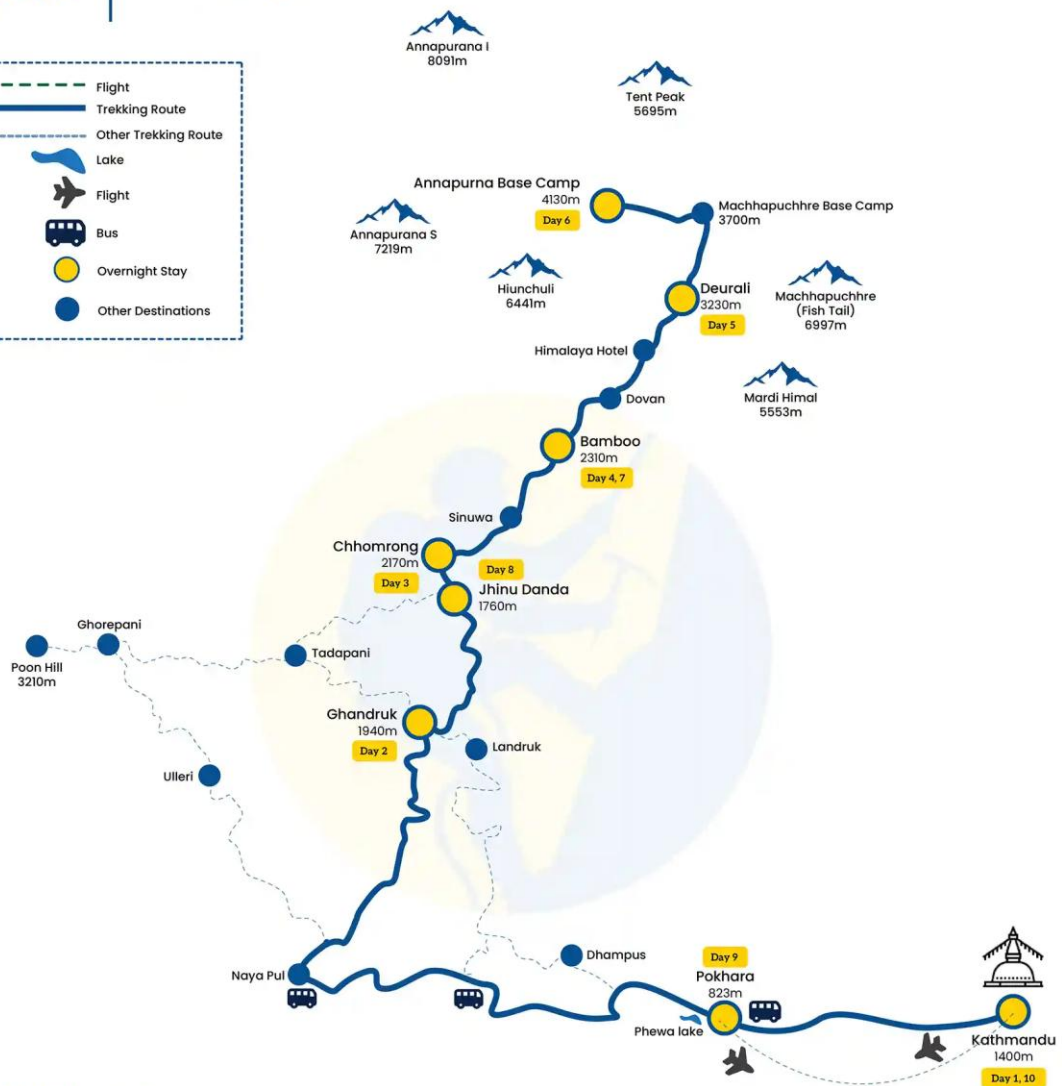 Flight
Trekking Route
Other Trekking Route
Lake
Flight
Bus
Overnight Stay
Other Destinations
Annapurana I
8091m
Tent Peak
5695m
Annapurna Base Camp
4130m
Day 6
Machhapuchhre Base Camp
3700m
Annapurana S
7219m
Hiunchuli
6441m
Deurali
3230m
Day 5
Machhapuchhre
(Fish Tail)
6997m
Himalaya Hotel
Mardi Himal
5553m
Dovan
Bamboo
2310m
Day 4, 7
Sinuwa
Chhomrong
2170m
Day 3
Day 8
Jhinu Danda
1760m
Ghorepani
Poon Hill
3210m
Tadapani
Ghandruk
1940m
Day 2
Landruk
Ulleri
Naya Pul
Dhampus
Day 9
Pokhara
823m
Phewa lake
Kathmandu
1400m
Day 1, 10